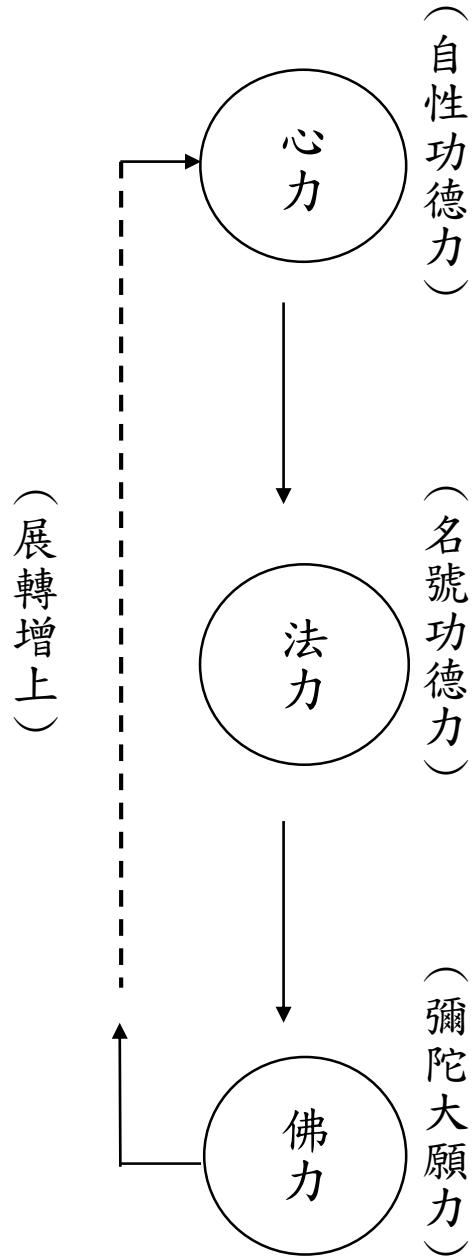 （自性功德力）
心力
（名號功德力）
法力
（彌陀大願力）
佛力
（展轉增上）